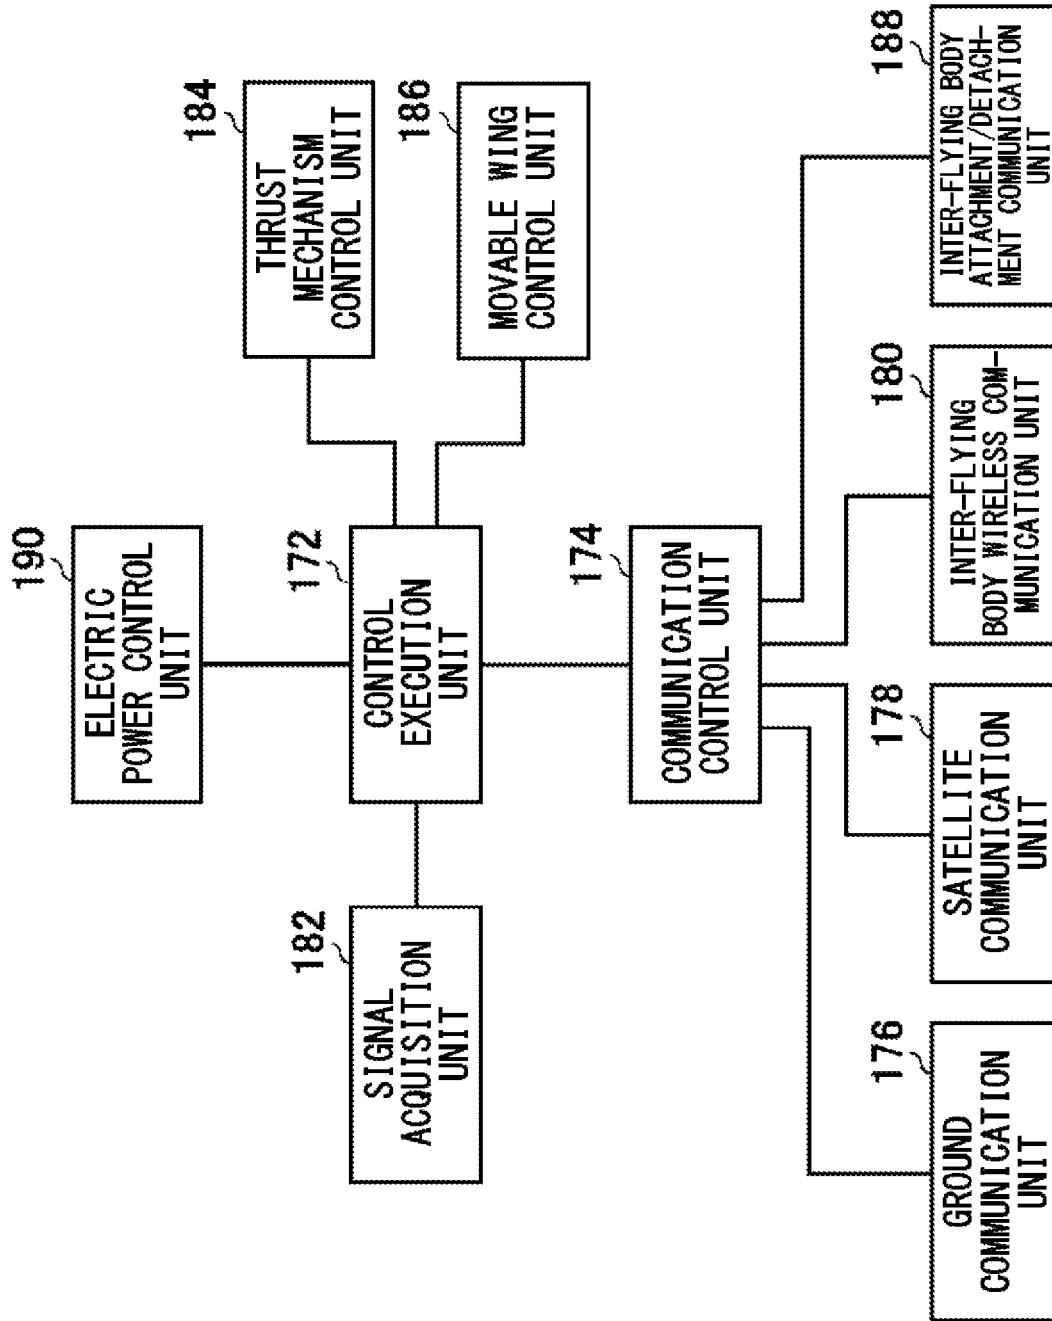 190
ELECTRIC
POWER CONTROL
UNIT
184
THRUST
MECHANISM
CONTROL UNIT
182
SIGNAL
ACQUISITION
UNIT
172
CONTROL
EXECUTION
UNIT
186
MOVABLE WING
CONTROL UNIT
174
COMMUNICATION
CONTROL UNIT
176
GROUND
COMMUNICATION
UNIT
178
SATELLITE
COMMUNICATION
UNIT
180
INTER-FLYING
BODY WIRELESS COM-
MUNICATION UNIT
188
INTER-FLYING BODY
ATTACHMENT/DETACH-
MENT COMMUNICATION
UNIT